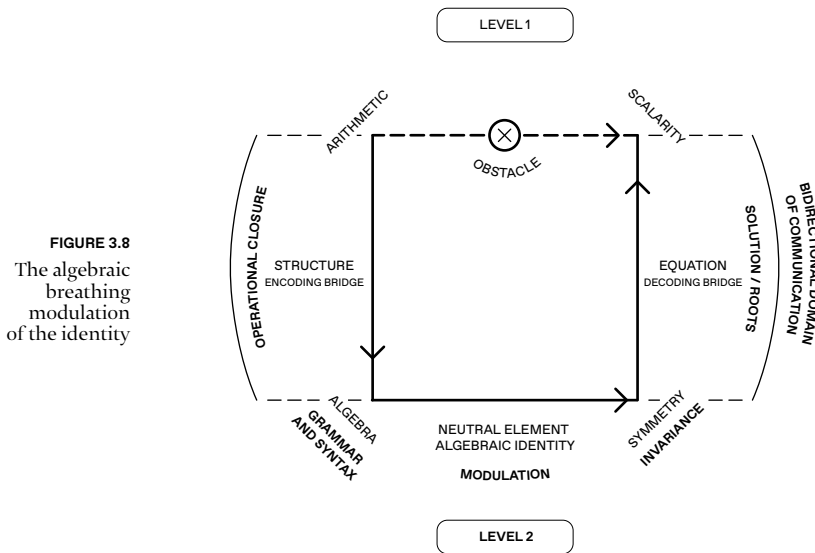 LEVEL 1
ARITHMETIC
SCALARITY
OBSTACLE
FIGURE 3.8
The algebraic
breathing
modulation
of the identity
OPERATIONAL CLOSURE
STRUCTURE
ENCODING BRIDGE
EQUATION
DECODING BRIDGE
SOLUTION / ROOTS
BIDIRECTIONAL DOMAIN
OF COMMUNICATION
ALGEBRA
GRAMMAR
AND SYNTAX
NEUTRAL ELEMENT
ALGEBRAIC IDENTITY
MODULATION
SYMMETRY
INVARIANCE
LEVEL 2